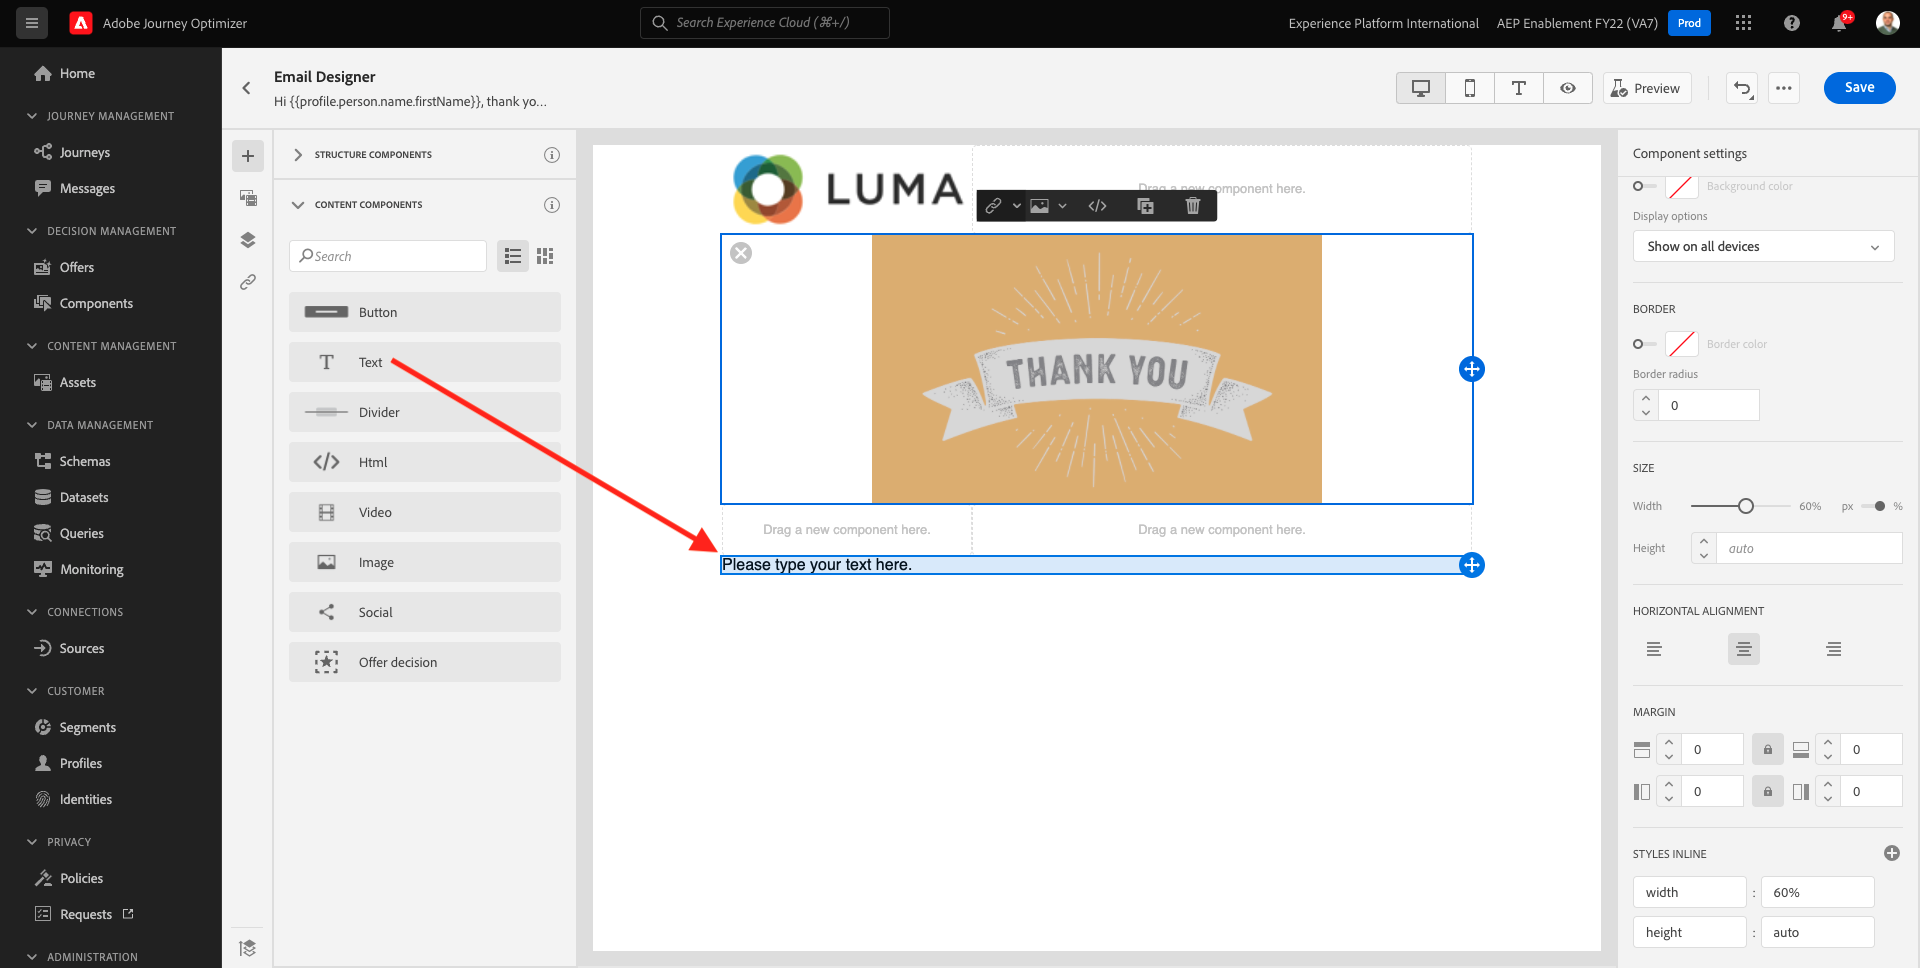 Adobe Journey Optimizer
Search Experience Cloud (⌘+/)
Experience Platform International
AEP Enablement FY22 (VA7)
Prod
9+
Home
JOURNEY MANAGEMENT
Journeys
Messages
DECISION MANAGEMENT
Offers
Components
CONTENT MANAGEMENT
Assets
DATA MANAGEMENT
Schemas
Datasets
Queries
Monitoring
CONNECTIONS
Sources
CUSTOMER
Segments
Profiles
Identities
PRIVACY
Policies
Requests
ADMINISTRATION
Email Designer
Hi {{profile.person.name.firstName}}, thank yo...
Preview
Save
STRUCTURE COMPONENTS
CONTENT COMPONENTS
Search
Button
Text
Divider
Html
Video
Image
Social
Offer decision
LUMA
Drag a new component here.
THANK YOU
Drag a new component here.
Drag a new component here.
Please type your text here.
Component settings
Background color
Display options
Show on all devices
BORDER
Border color
Border radius
0
SIZE
Width 60% px %
Height auto
HORIZONTAL ALIGNMENT
MARGIN
0 0
0 0
STYLES INLINE
width : 60%
height : auto